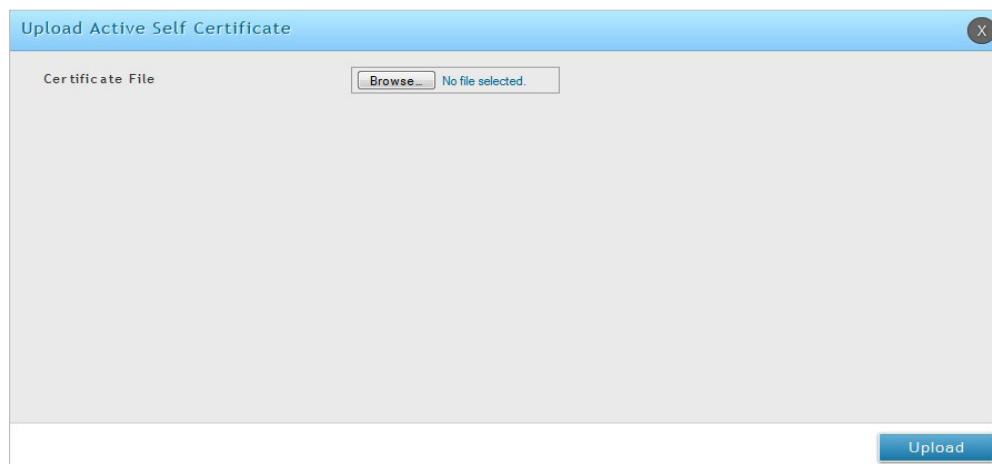 Upload Active Self Certificate
X
Certificate File
Browse... No file selected.
Upload